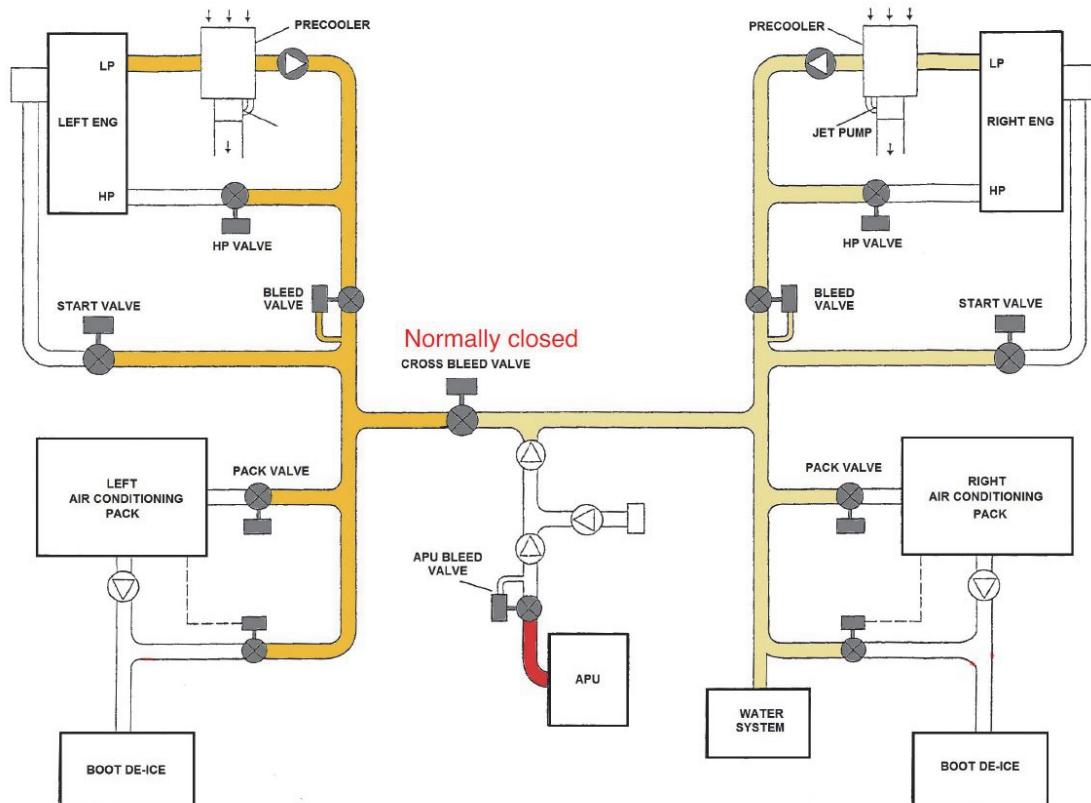 PRECOOLER
LP
LEFT ENG
HP
HP VALVE
START VALVE
BLEED
VALVE
PRECOOLER
LP
JET PUMP
RIGHT ENG
HP
HP VALVE
BLEED
VALVE
START VALVE
Normally closed
CROSS BLEED VALVE
LEFT
AIR CONDITIONING
PACK
PACK VALVE
APU BLEED
VALVE
APU
PACK VALVE
RIGHT
AIR CONDITIONING
PACK
BOOT DE-ICE
WATER
SYSTEM
BOOT DE-ICE